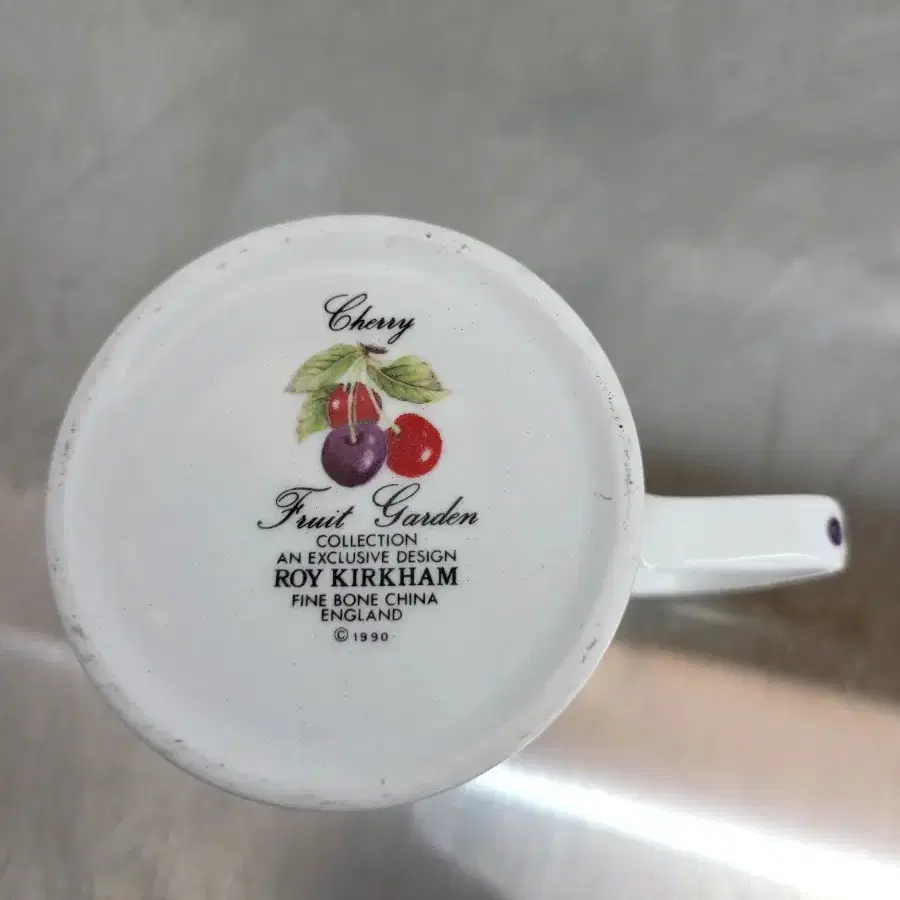 Cherry
Fruit Garden
COLLECTION
AN EXCLUSIVE DESIGN
ROY KIRKHAM
FINE BONE CHINA
ENGLAND
© 1990